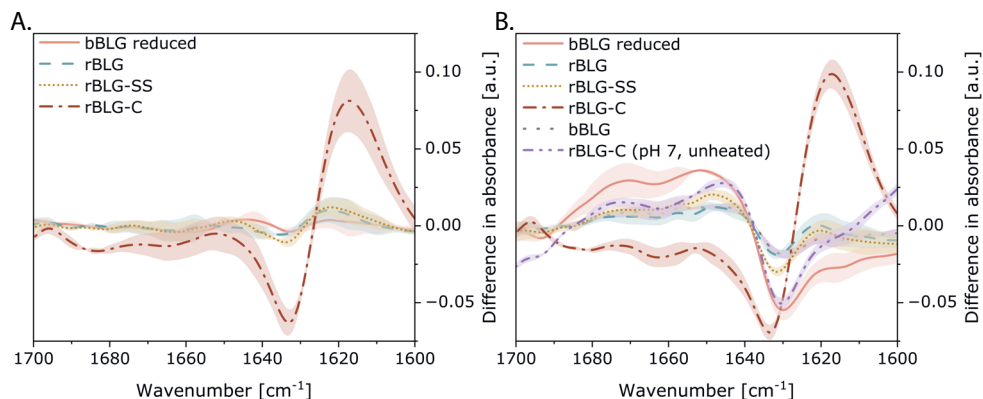 A.
bBLG reduced
rBLG
rBLG-SS
rBLG-C
0.10
0.05
0.00
−0.05
Difference in absorbance [a.u.]
1700
1680
1660
1640
1620
1600
Wavenumber [cm⁻¹]
B.
bBLG reduced
rBLG
rBLG-SS
rBLG-C
bBLG
rBLG-C (pH 7, unheated)
0.10
0.05
0.00
−0.05
Difference in absorbance [a.u.]
1700
1680
1660
1640
1620
1600
Wavenumber [cm⁻¹]